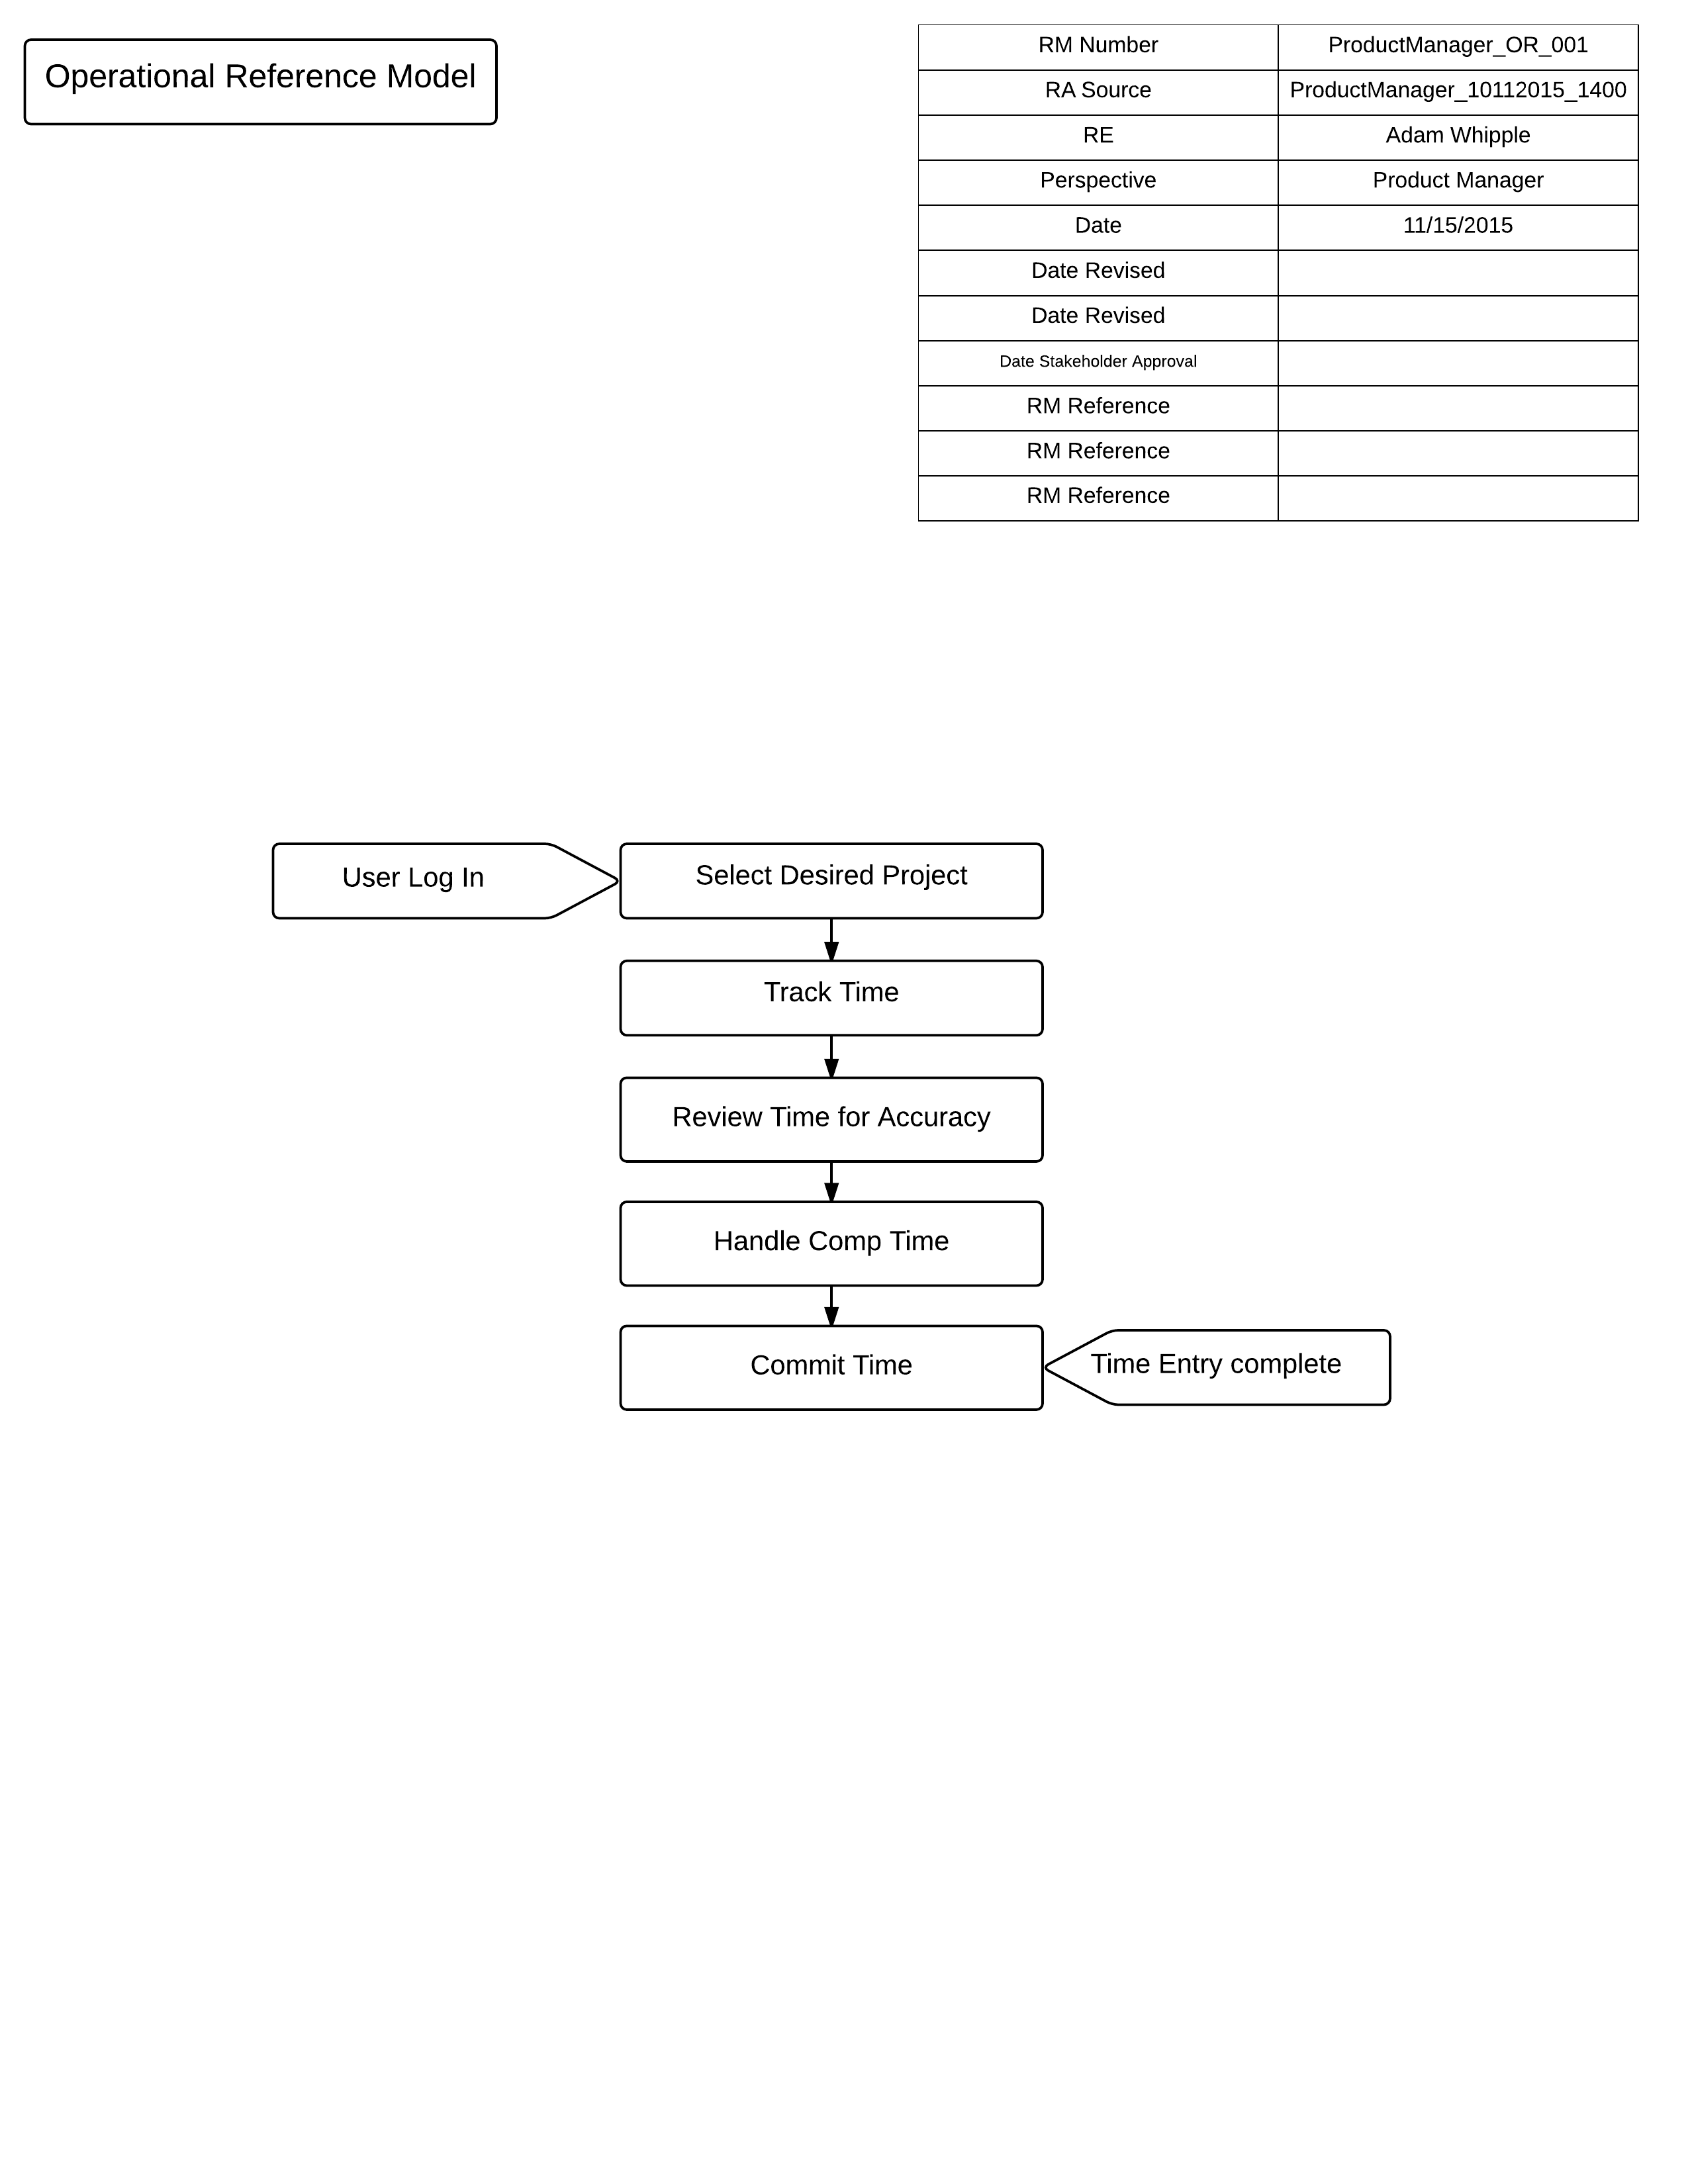 Operational Reference Model
RM Number ProductManager_OR_001
RA Source ProductManager_10112015_1400
RE Adam Whipple
Perspective Product Manager
Date 11/15/2015
Date Revised
Date Revised
Date Stakeholder Approval
RM Reference
RM Reference
RM Reference
User Log In
Select Desired Project
Track Time
Review Time for Accuracy
Handle Comp Time
Commit Time
Time Entry complete